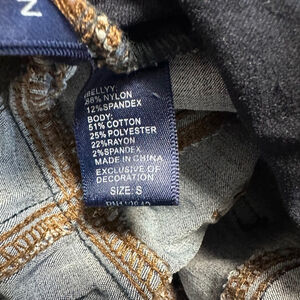 N
(BELLYY:
88% NYLON
12%SPANDEX
BODY:
51% COTTON
25% POLYESTER
22%RAYON
2%SPANDEX
MADE IN CHINA
EXCLUSIVE OF
DECORATION
SIZE: S